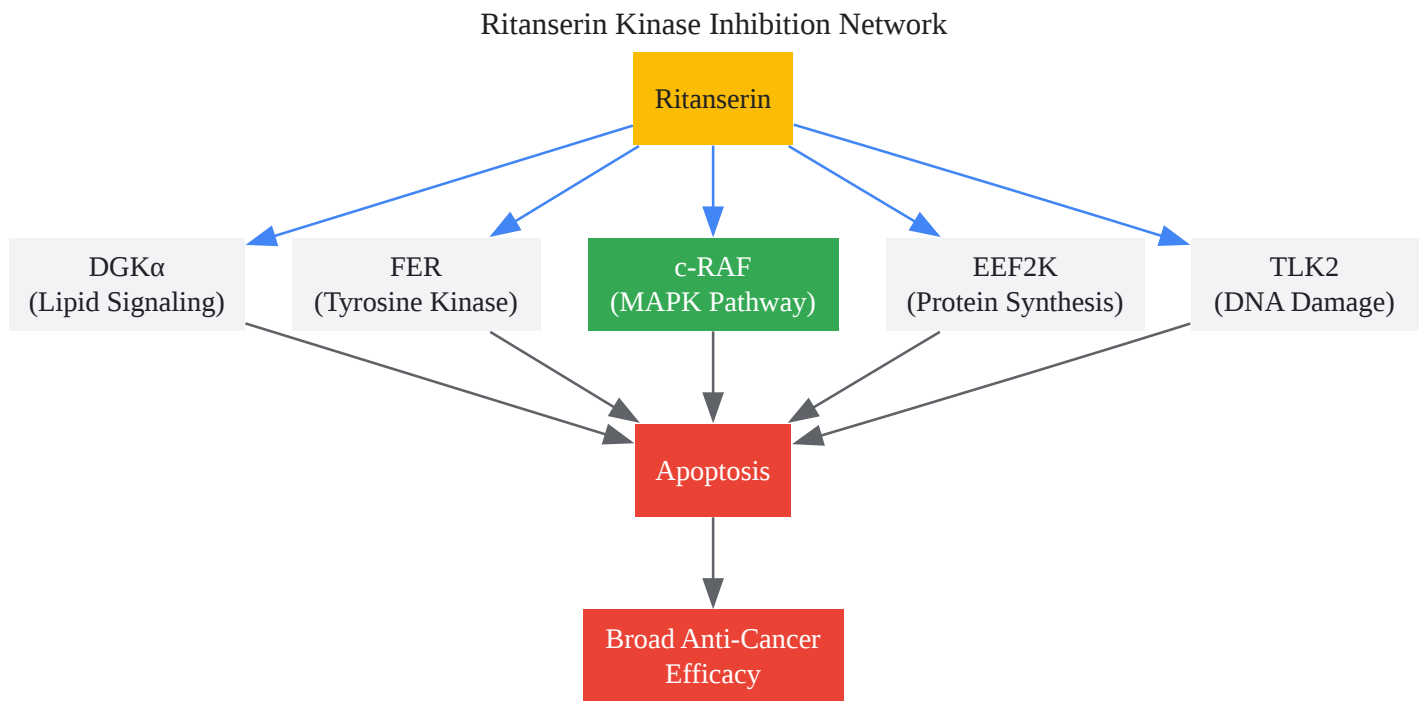 Ritanserin Kinase Inhibition Network
Ritanserin
DGKα
(Lipid Signaling)
FER
(Tyrosine Kinase)
c-RAF
(MAPK Pathway)
EEF2K
(Protein Synthesis)
TLK2
(DNA Damage)
Apoptosis
Broad Anti-Cancer
Efficacy